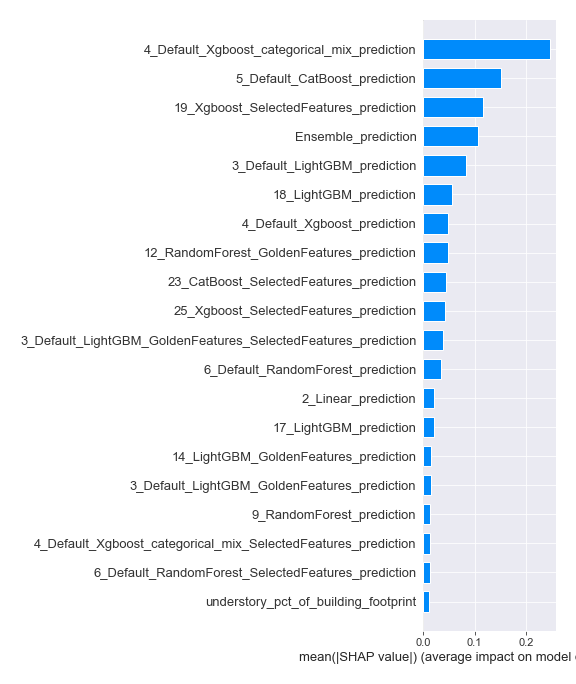 4_Default_Xgboost_categorical_mix_prediction
5_Default_CatBoost_prediction
19_Xgboost_SelectedFeatures_prediction
Ensemble_prediction
3_Default_LightGBM_prediction
18_LightGBM_prediction
4_Default_Xgboost_prediction
12_RandomForest_GoldenFeatures_prediction
23_CatBoost_SelectedFeatures_prediction
25_Xgboost_SelectedFeatures_prediction
3_Default_LightGBM_GoldenFeatures_SelectedFeatures_prediction
6_Default_RandomForest_prediction
2_Linear_prediction
17_LightGBM_prediction
14_LightGBM_GoldenFeatures_prediction
3_Default_LightGBM_GoldenFeatures_prediction
9_RandomForest_prediction
4_Default_Xgboost_categorical_mix_SelectedFeatures_prediction
6_Default_RandomForest_SelectedFeatures_prediction
understory_pct_of_building_footprint
0.0 0.1 0.2
mean(|SHAP value|) (average impact on model